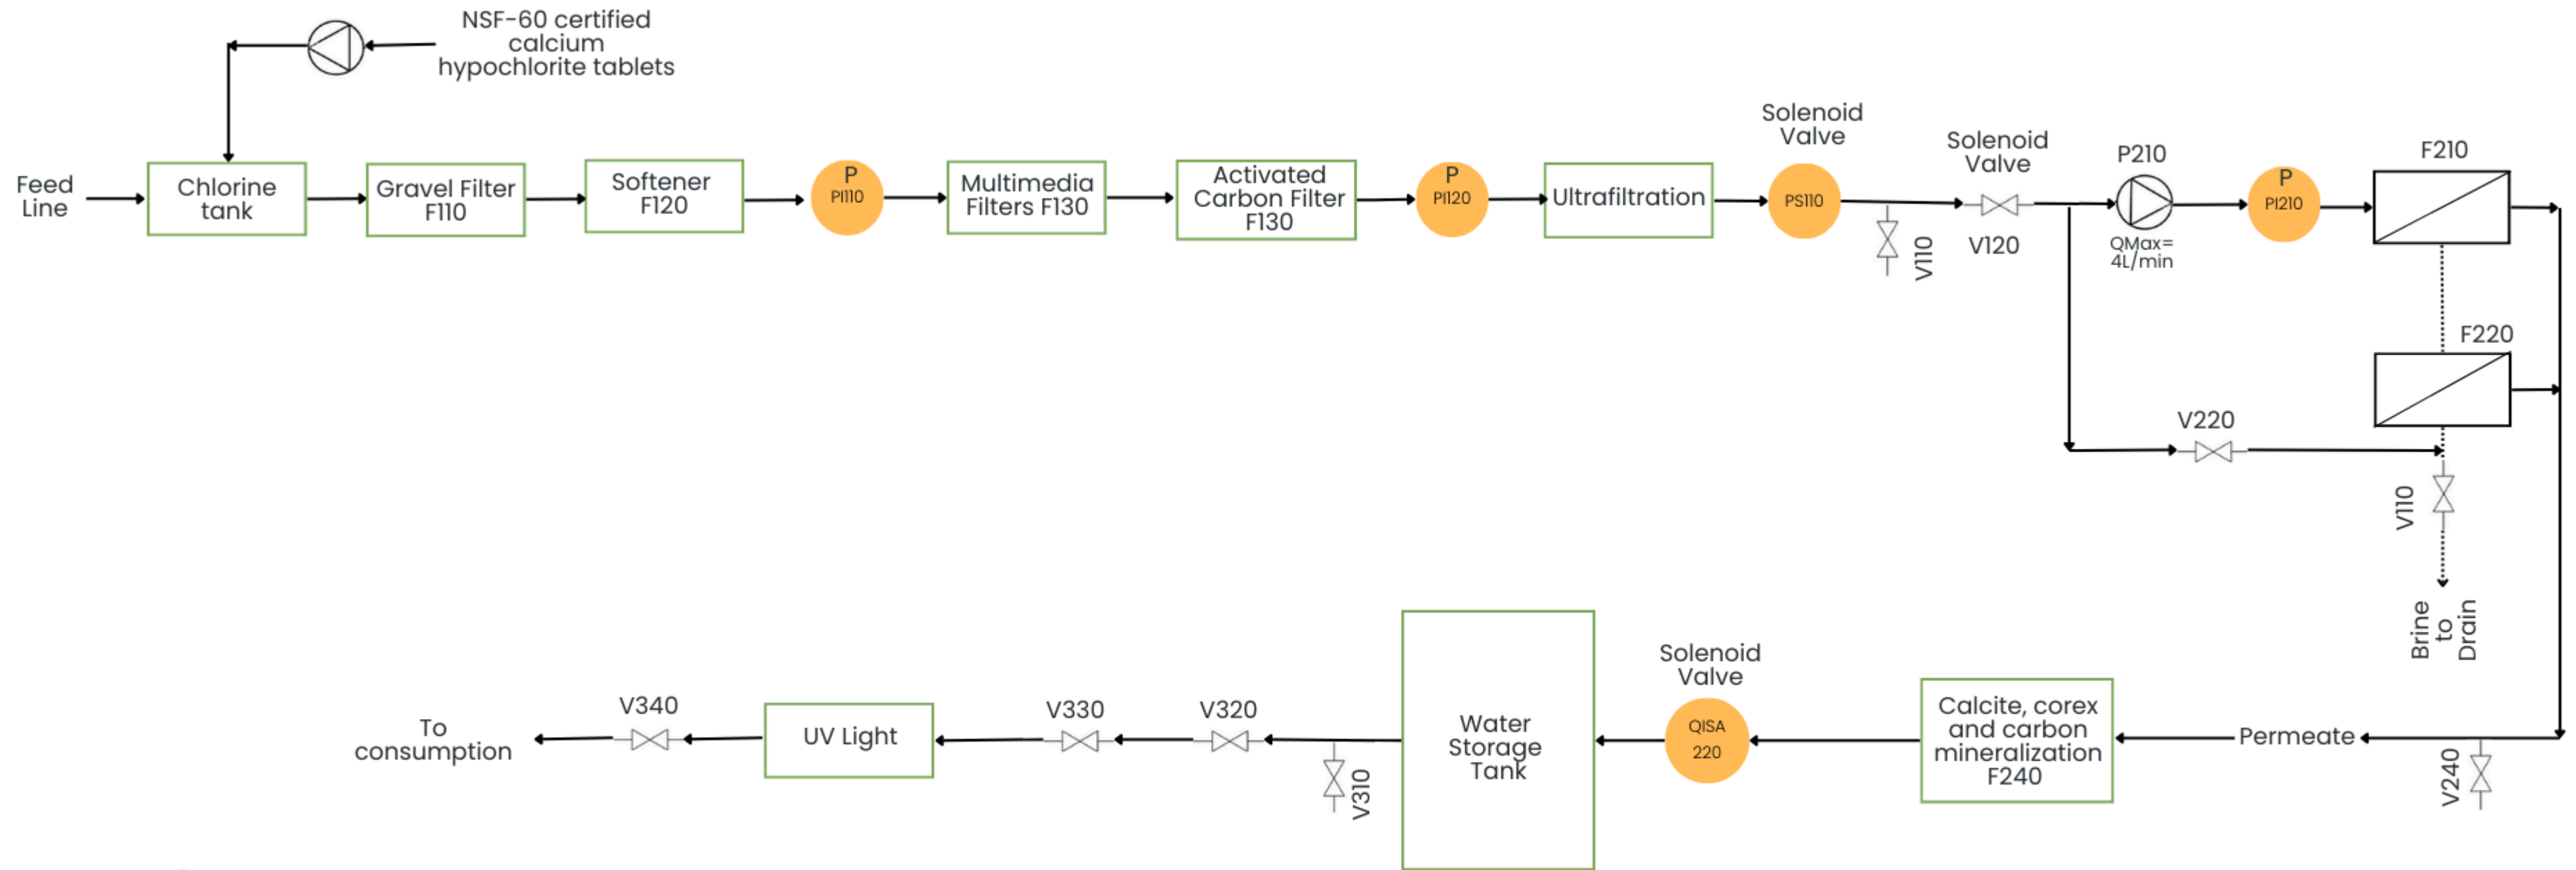 NSF-60 certified
calcium
hypochlorite tablets
Feed
Line
Chlorine
tank
Gravel Filter
F110
Softener
F120
P
PI110
Multimedia
Filters F130
Activated
Carbon Filter
F130
P
PI120
Ultrafiltration
Solenoid
Valve
PS110
V110
Solenoid
Valve
V120
P210
QMax=
4L/min
P
PI210
F210
F220
V220
V110
Brine
to
Drain
V240
Permeate
Calcite, corex
and carbon
mineralization
F240
Solenoid
Valve
QISA
220
Water
Storage
Tank
V310
V320
V330
UV Light
V340
To
consumption